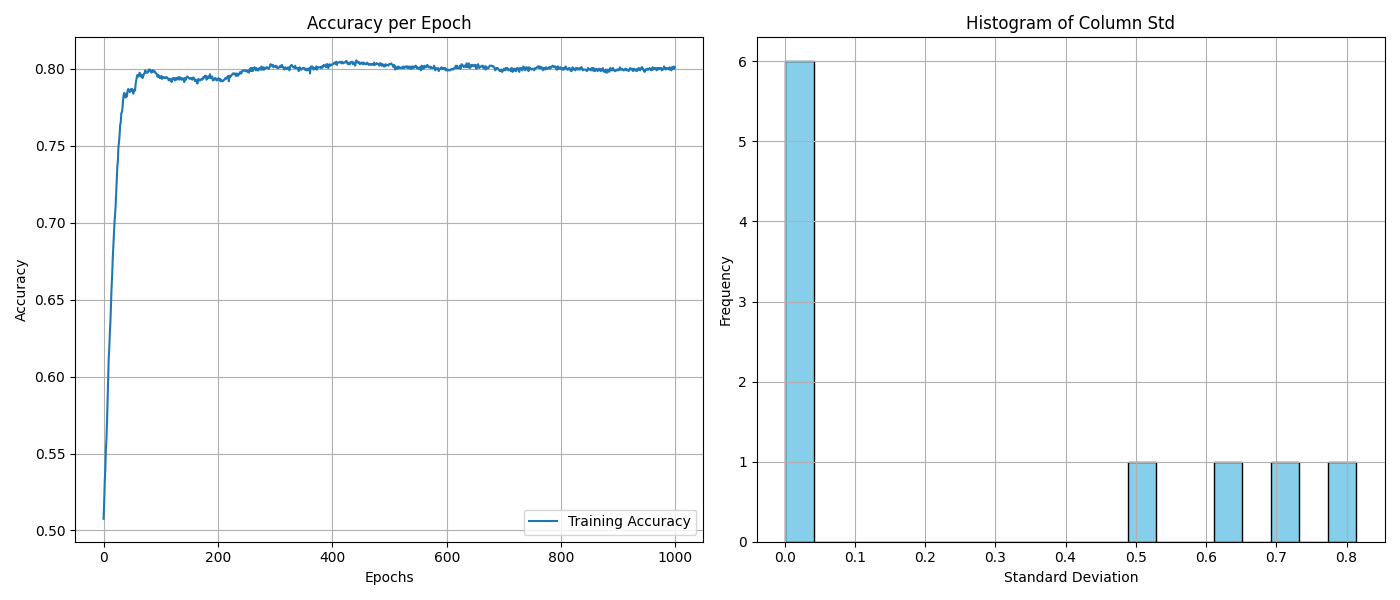 Accuracy per Epoch
Accuracy
0.80
0.75
0.70
0.65
0.60
0.55
0.50
Training Accuracy
0 200 400 600 800 1000
Epochs
Histogram of Column Std
Frequency
6
5
4
3
2
1
0
0.0 0.1 0.2 0.3 0.4 0.5 0.6 0.7 0.8
Standard Deviation